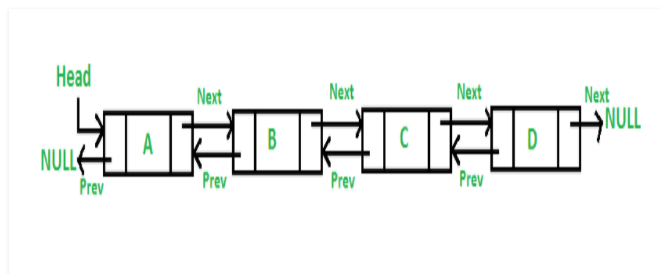 Head
Next Next Next Next
A B C D NULL
NULL
Prev Prev Prev Prev